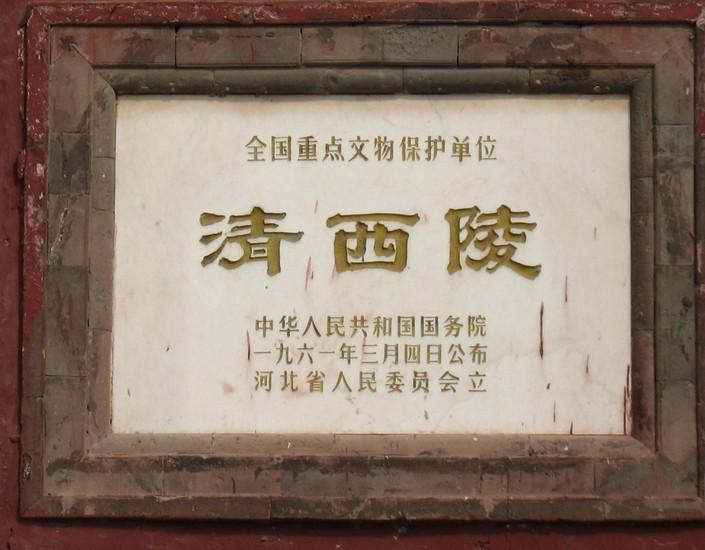 全国重点文物保护单位
清西陵
中华人民共和国国务院
一九六一年三月四日公布
河北省人民委员会立